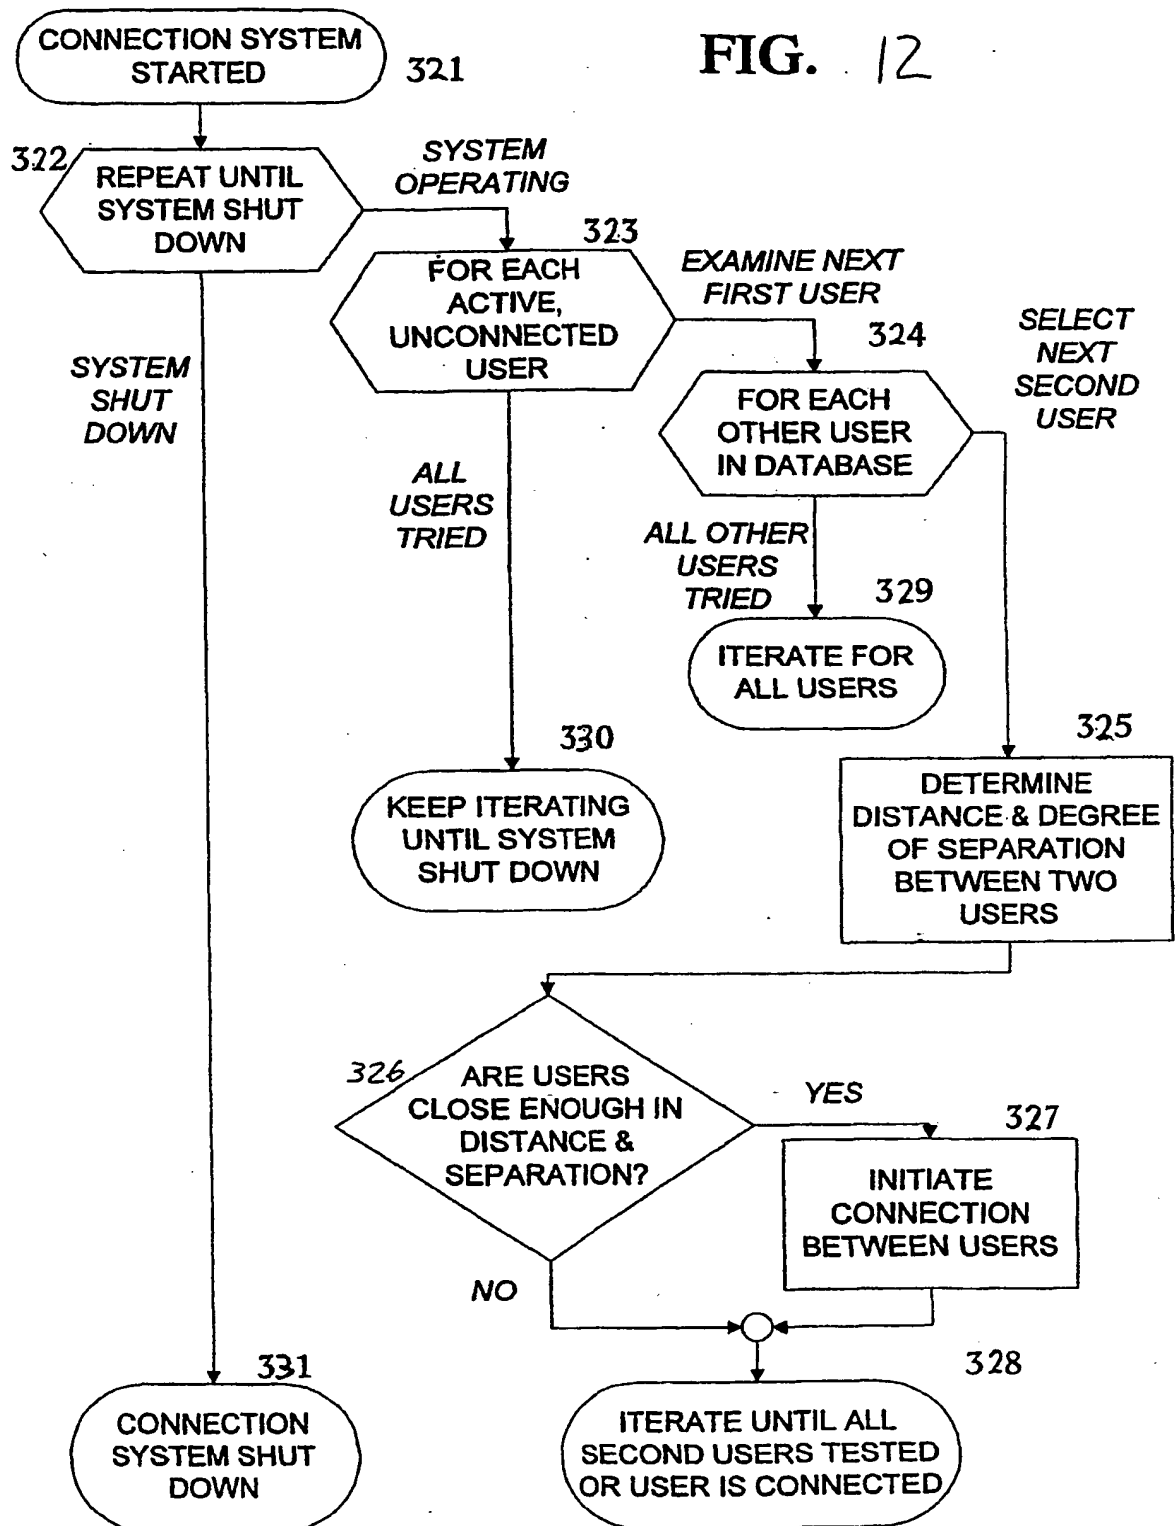 FIG. 12
CONNECTION SYSTEM
STARTED
321
322
REPEAT UNTIL
SYSTEM SHUT
DOWN
SYSTEM
OPERATING
323
FOR EACH
ACTIVE,
UNCONNECTED
USER
EXAMINE NEXT
FIRST USER
324
FOR EACH
OTHER USER
IN DATABASE
SELECT
NEXT
SECOND
USER
SYSTEM
SHUT
DOWN
ALL
USERS
TRIED
ALL OTHER
USERS
TRIED
329
ITERATE FOR
ALL USERS
330
KEEP ITERATING
UNTIL SYSTEM
SHUT DOWN
325
DETERMINE
DISTANCE & DEGREE
OF SEPARATION
BETWEEN TWO
USERS
326
ARE USERS
CLOSE ENOUGH IN
DISTANCE &
SEPARATION?
YES
327
INITIATE
CONNECTION
BETWEEN USERS
NO
328
ITERATE UNTIL ALL
SECOND USERS TESTED
OR USER IS CONNECTED
331
CONNECTION
SYSTEM SHUT
DOWN